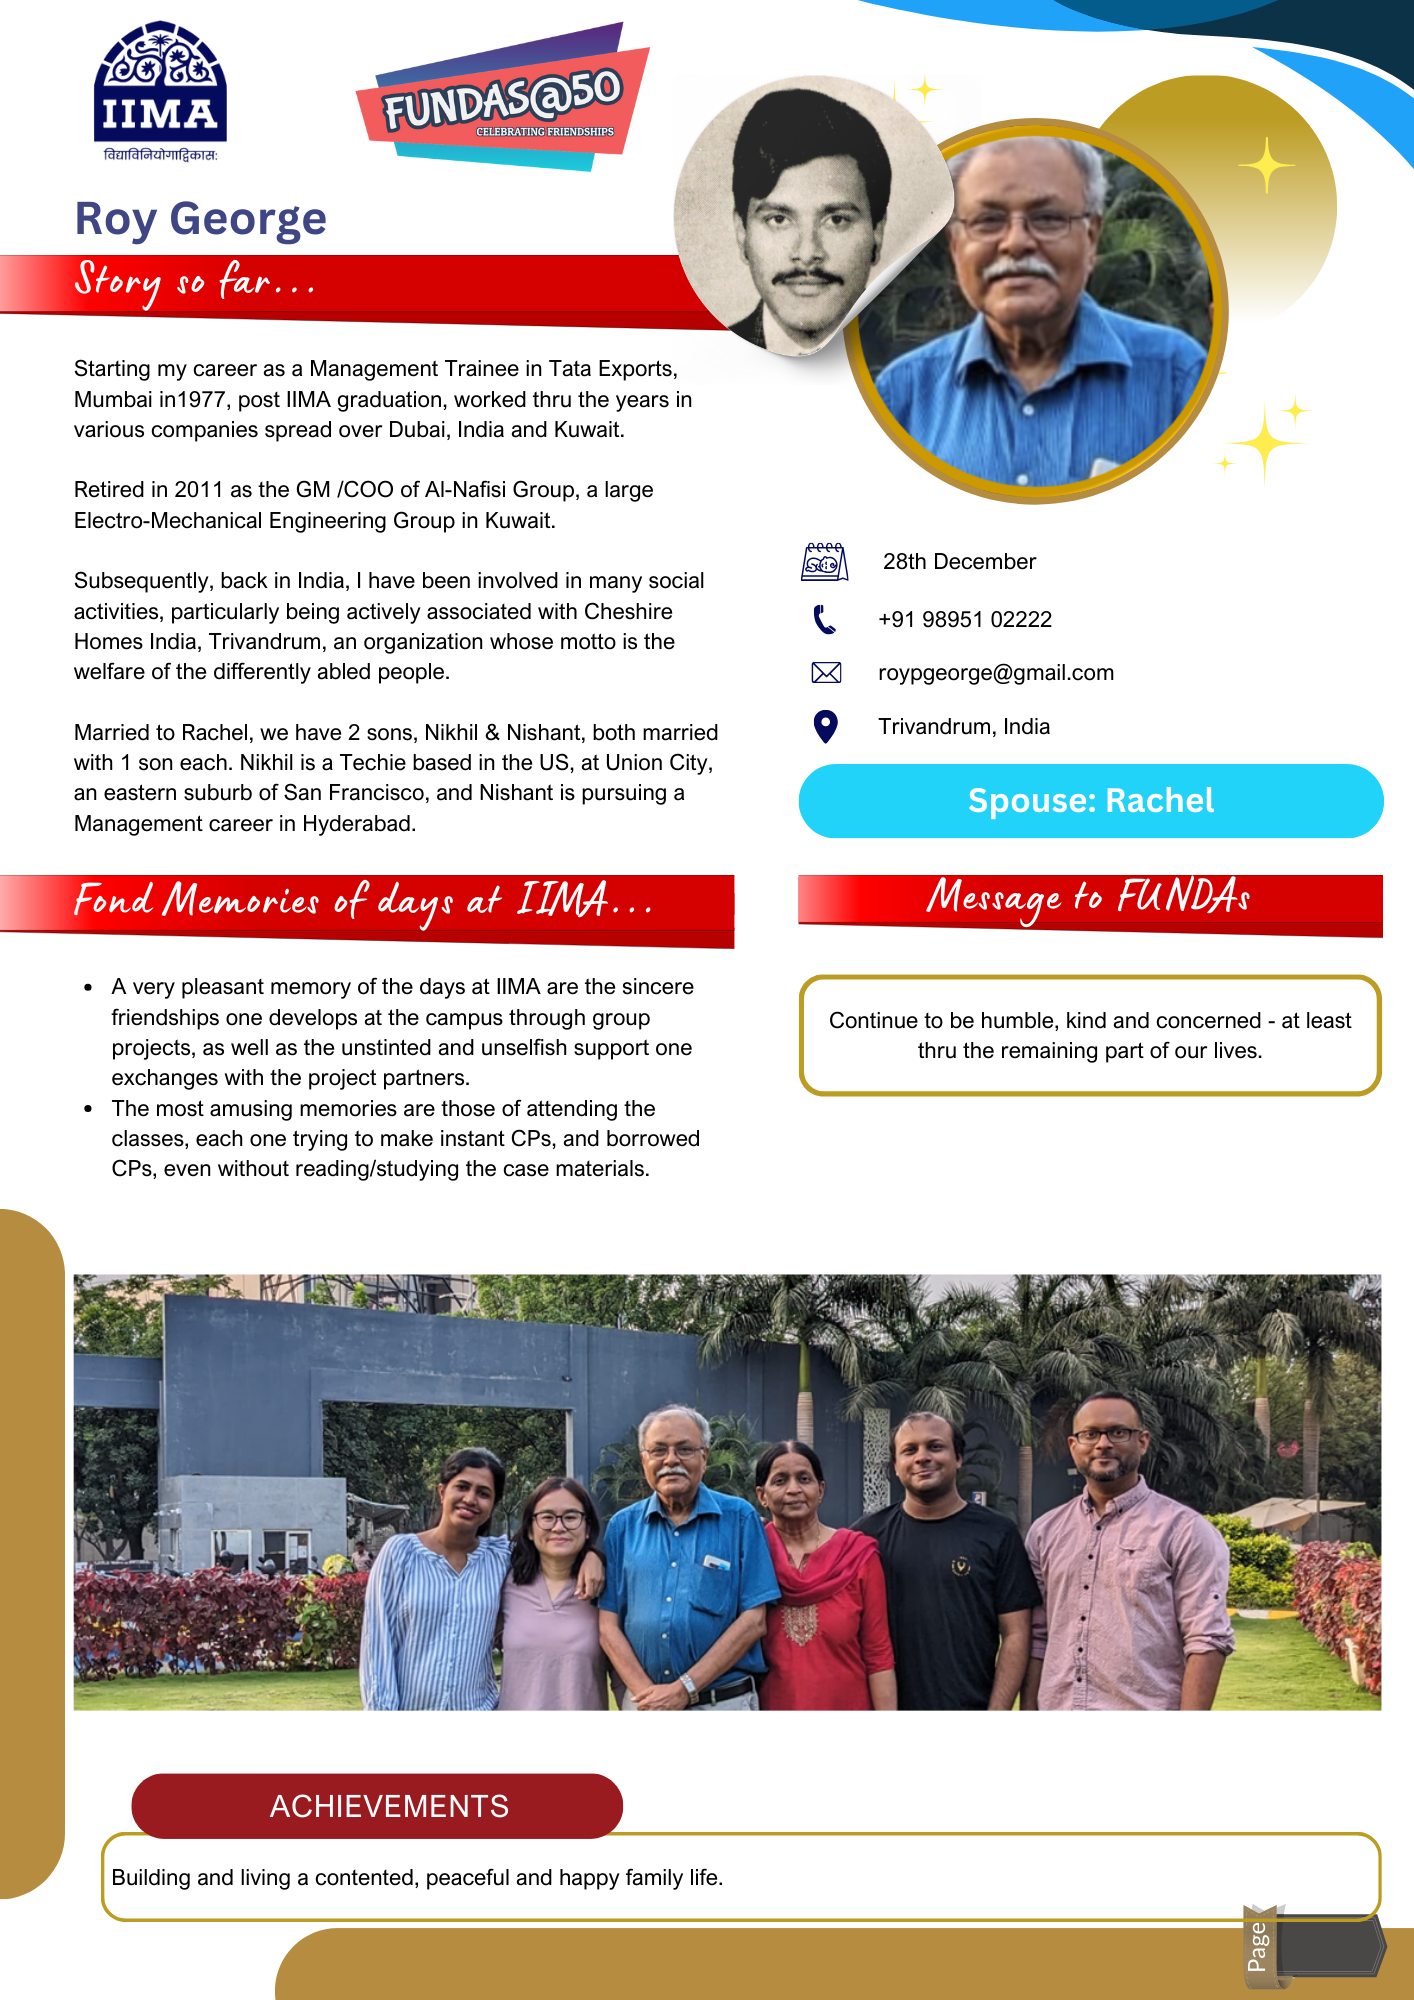 IIMA
विद्याविनियोगाद्विकासः
FUNDAS@50
CELEBRATING FRIENDSHIPS
Roy George
Story so far...
Starting my career as a Management Trainee in Tata Exports,
Mumbai in1977, post IIMA graduation, worked thru the years in
various companies spread over Dubai, India and Kuwait.
Retired in 2011 as the GM /COO of Al-Nafisi Group, a large
Electro-Mechanical Engineering Group in Kuwait.
Subsequently, back in India, I have been involved in many social
activities, particularly being actively associated with Cheshire
Homes India, Trivandrum, an organization whose motto is the
welfare of the differently abled people.
Married to Rachel, we have 2 sons, Nikhil & Nishant, both married
with 1 son each. Nikhil is a Techie based in the US, at Union City,
an eastern suburb of San Francisco, and Nishant is pursuing a
Management career in Hyderabad.
28th December
+91 98951 02222
roypgeorge@gmail.com
Trivandrum, India
Spouse: Rachel
Fond Memories of days at IIMA...
• A very pleasant memory of the days at IIMA are the sincere
friendships one develops at the campus through group
projects, as well as the unstinted and unselfish support one
exchanges with the project partners.
• The most amusing memories are those of attending the
classes, each one trying to make instant CPs, and borrowed
CPs, even without reading/studying the case materials.
Message to FUNDAs
Continue to be humble, kind and concerned - at least
thru the remaining part of our lives.
ACHIEVEMENTS
Building and living a contented, peaceful and happy family life.
Page